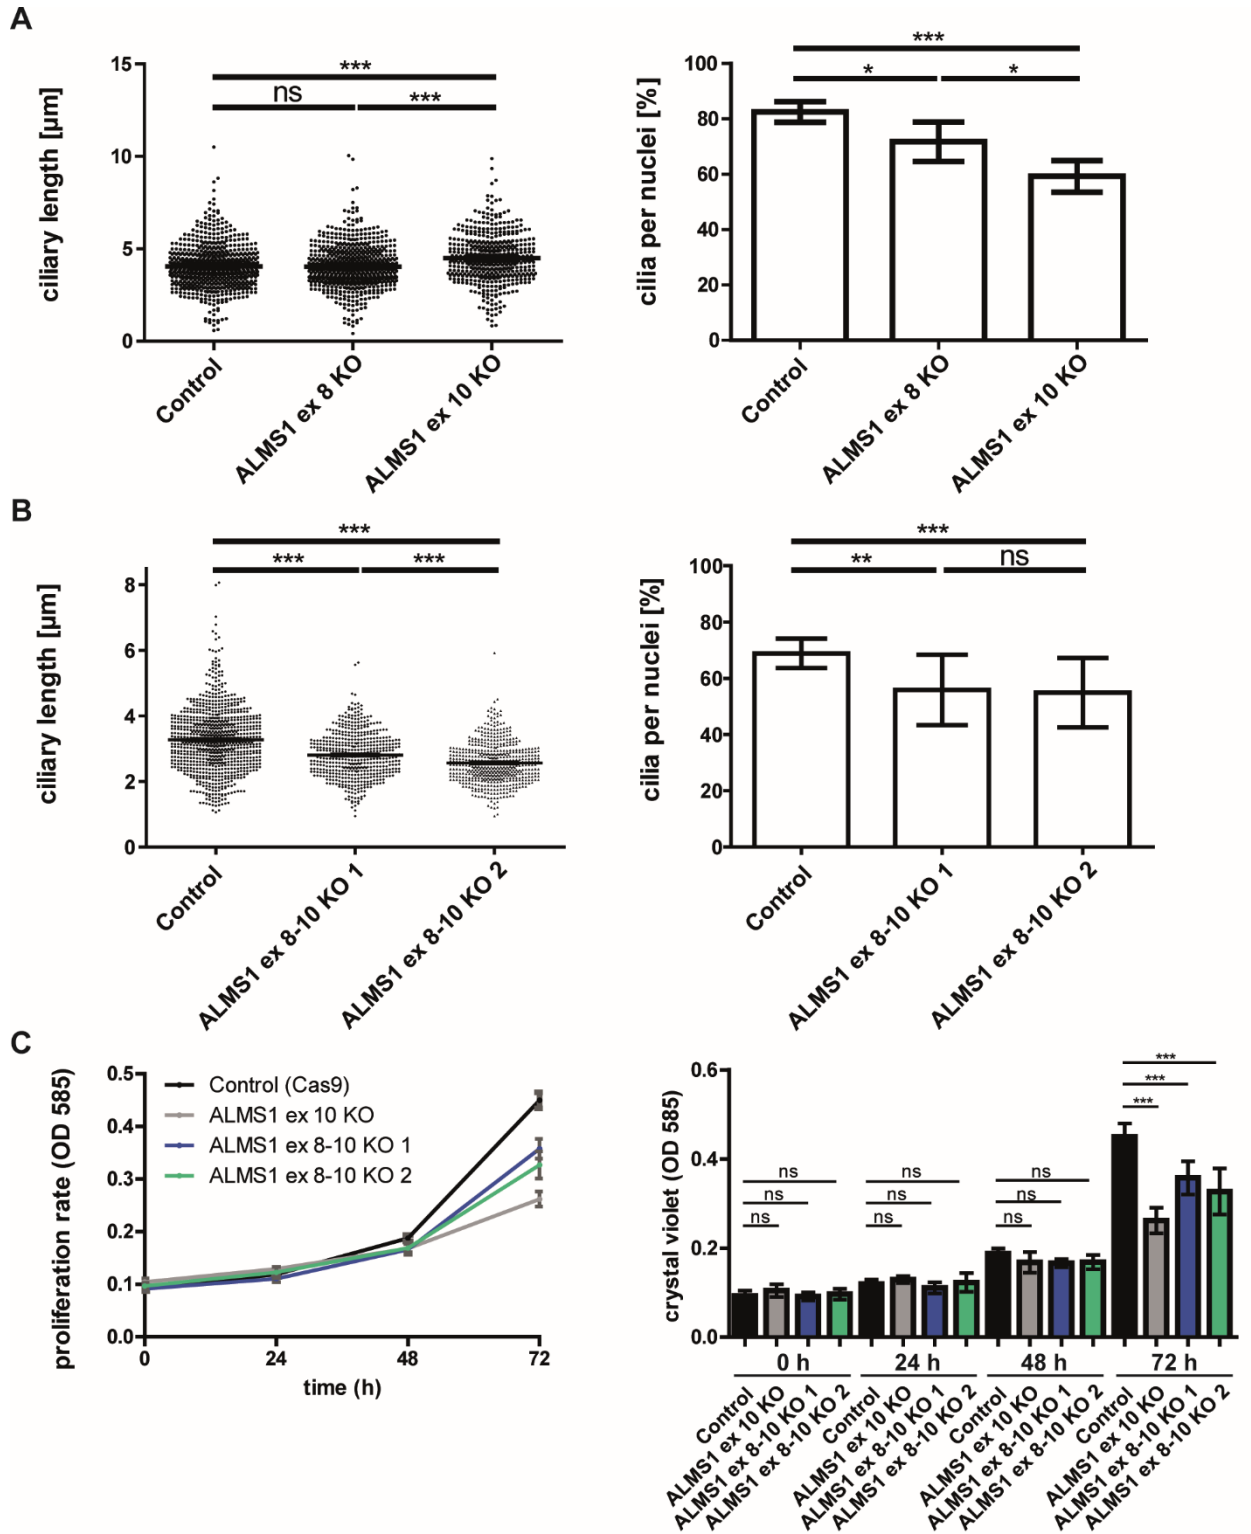 A
ciliary length [µm]
15
10
5
0
***
ns
***
Control
ALMS1 ex 8 KO
ALMS1 ex 10 KO
cilia per nuclei [%]
100
80
60
40
20
0
***
*
*
Control
ALMS1 ex 8 KO
ALMS1 ex 10 KO
B
ciliary length [µm]
8
6
4
2
0
***
***
***
Control
ALMS1 ex 8-10 KO 1
ALMS1 ex 8-10 KO 2
cilia per nuclei [%]
100
80
60
40
20
0
***
**
ns
Control
ALMS1 ex 8-10 KO 1
ALMS1 ex 8-10 KO 2
C
proliferation rate (OD 585)
0.5
0.4
0.3
0.2
0.1
0.0
Control (Cas9)
ALMS1 ex 10 KO
ALMS1 ex 8-10 KO 1
ALMS1 ex 8-10 KO 2
0
24
48
72
time (h)
crystal violet (OD 585)
0.6
0.4
0.2
0.0
ns
ns
ns
ns
ns
ns
ns
ns
ns
***
***
***
0 h
24 h
48 h
72 h
Control
ALMS1 ex 10 KO
ALMS1 ex 8-10 KO 1
ALMS1 ex 8-10 KO 2
Control
ALMS1 ex 10 KO
ALMS1 ex 8-10 KO 1
ALMS1 ex 8-10 KO 2
Control
ALMS1 ex 10 KO
ALMS1 ex 8-10 KO 1
ALMS1 ex 8-10 KO 2
Control
ALMS1 ex 10 KO
ALMS1 ex 8-10 KO 1
ALMS1 ex 8-10 KO 2